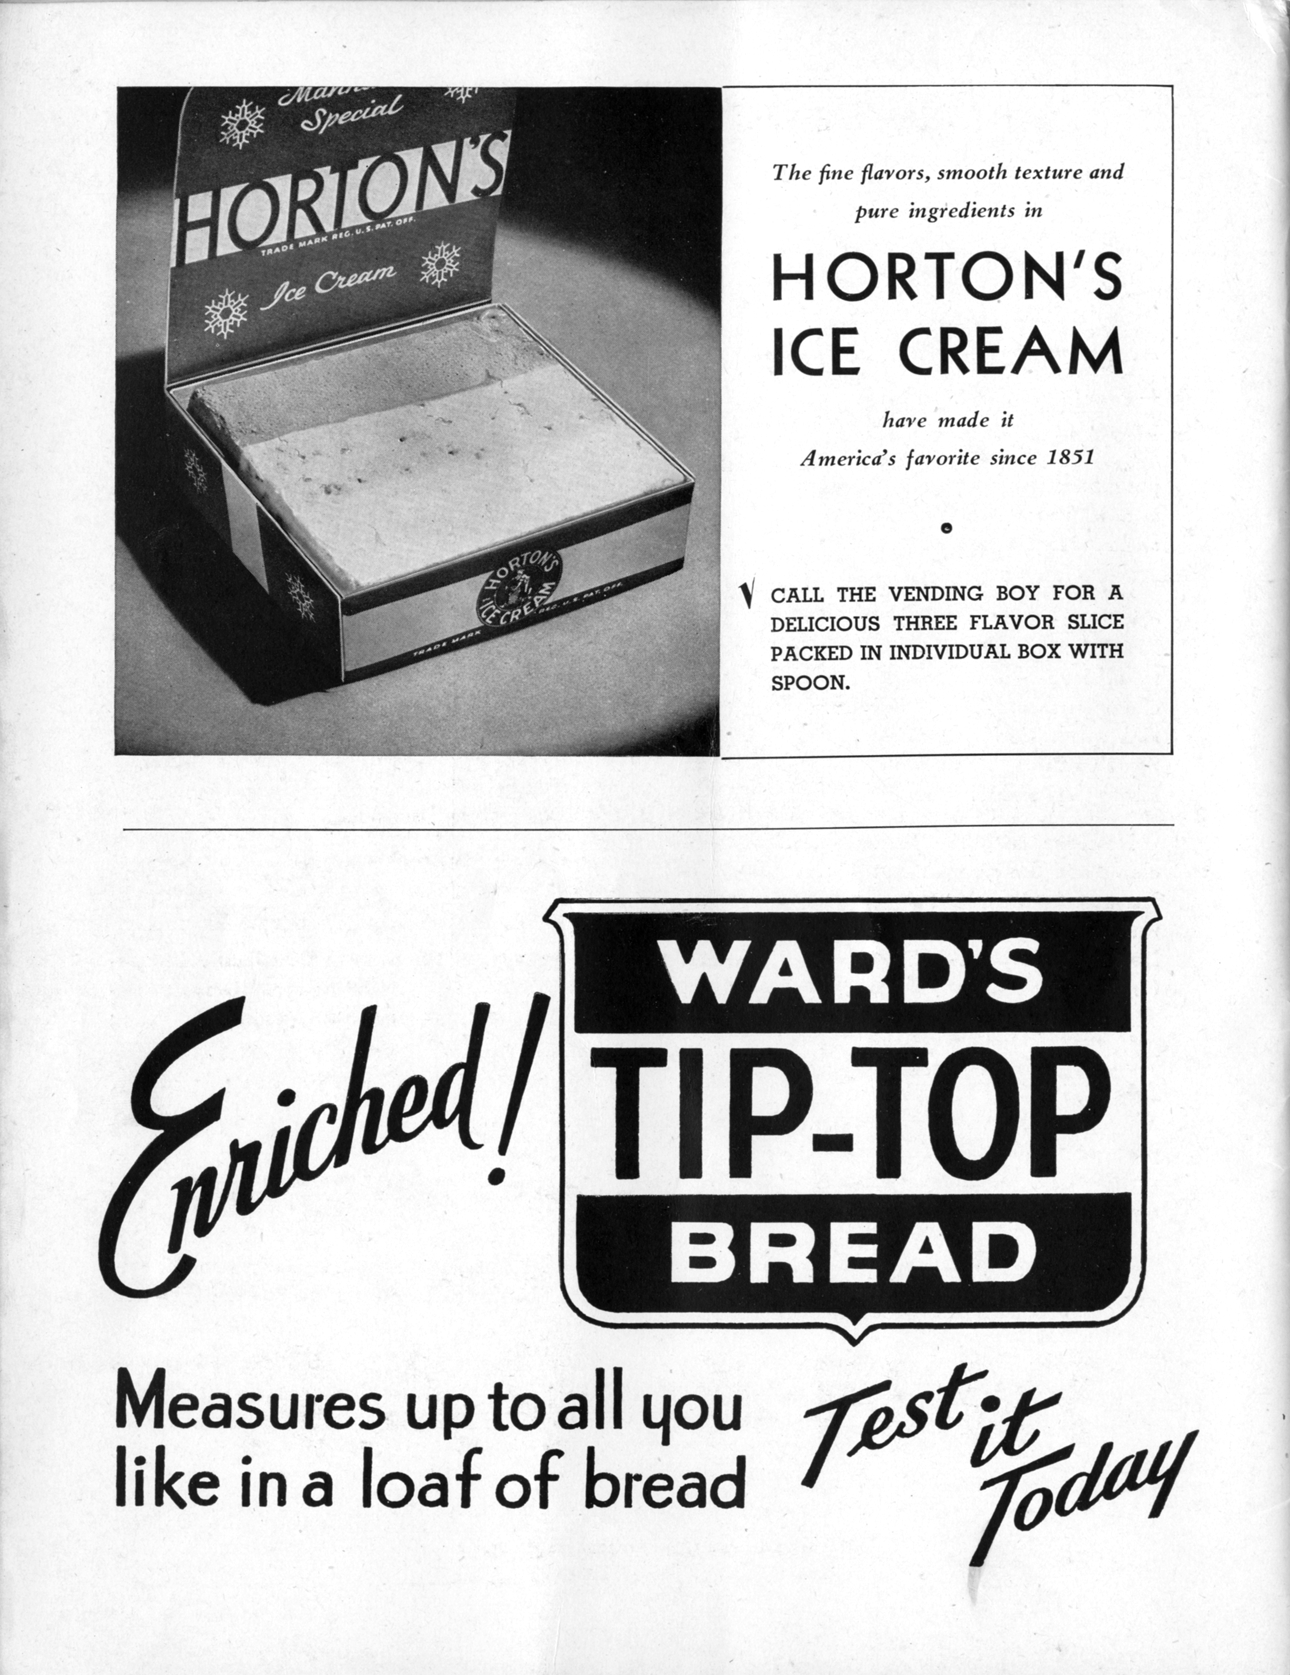 Special
HORTON'S
TRADE MARK REG. U.S. PAT. OFF.
Ice Cream
HORTON'S
ICE CREAM
TRADE MARK REG. U.S. PAT. OFF.
The fine flavors, smooth texture and
pure ingredients in
HORTON'S
ICE CREAM
have made it
America's favorite since 1851
CALL THE VENDING BOY FOR A
DELICIOUS THREE FLAVOR SLICE
PACKED IN INDIVIDUAL BOX WITH
SPOON.
Enriched!
WARD'S
TIP-TOP
BREAD
Measures up to all you
like in a loaf of bread
Test it
Today